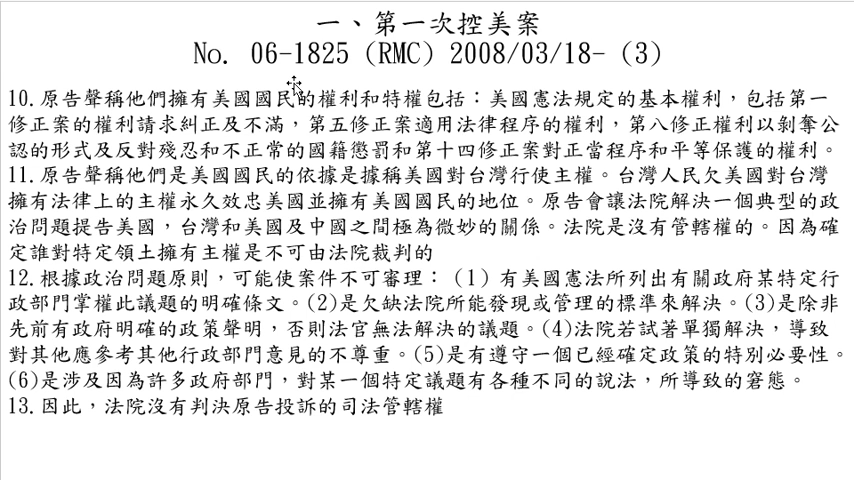 一、第一次控美案
No. 06-1825 (RMC) 2008/03/18- (3)
10.原告聲稱他們擁有美國國民的權利和特權包括：美國憲法規定的基本權利，包括第一
修正案的權利請求糾正及不滿，第五修正案適用法律程序的權利，第八修正權利以剝奪公
認的形式及反對殘忍和不正常的國籍懲罰和第十四修正案對正當程序和平等保護的權利。
11.原告聲稱他們是美國國民的依據是據稱美國對台灣行使主權。台灣人民欠美國對台灣
擁有法律上的主權永久效忠美國並擁有美國國民的地位。原告會讓法院解決一個典型的政
治問題提告美國，台灣和美國及中國之間極為微妙的關係。法院是沒有管轄權的。因為確
定誰對特定領土擁有主權是不可由法院裁判的
12.根據政治問題原則，可能使案件不可審理：（1）有美國憲法所列出有關政府某特定行
政部門掌權此議題的明確條文。(2)是欠缺法院所能發現或管理的標準來解決。(3)是除非
先前有政府明確的政策聲明，否則法官無法解決的議題。(4)法院若試著單獨解決，導致
對其他應參考其他行政部門意見的不尊重。(5)是有遵守一個已經確定政策的特別必要性。
(6)是涉及因為許多政府部門，對某一個特定議題有各種不同的說法，所導致的窘態。
13.因此，法院沒有判決原告投訴的司法管轄權